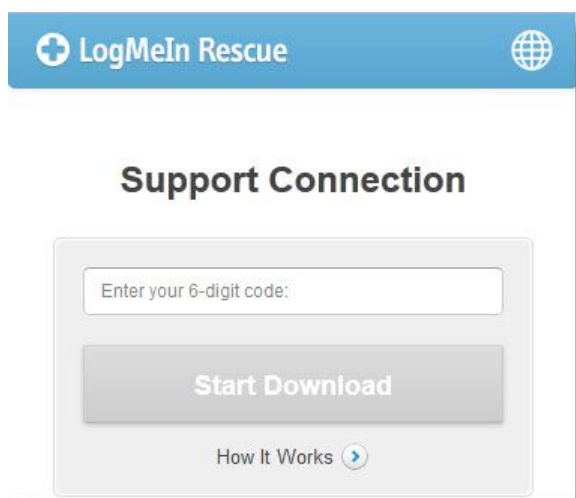 LogMeIn Rescue
Support Connection
Enter your 6-digit code:
Start Download
How It Works